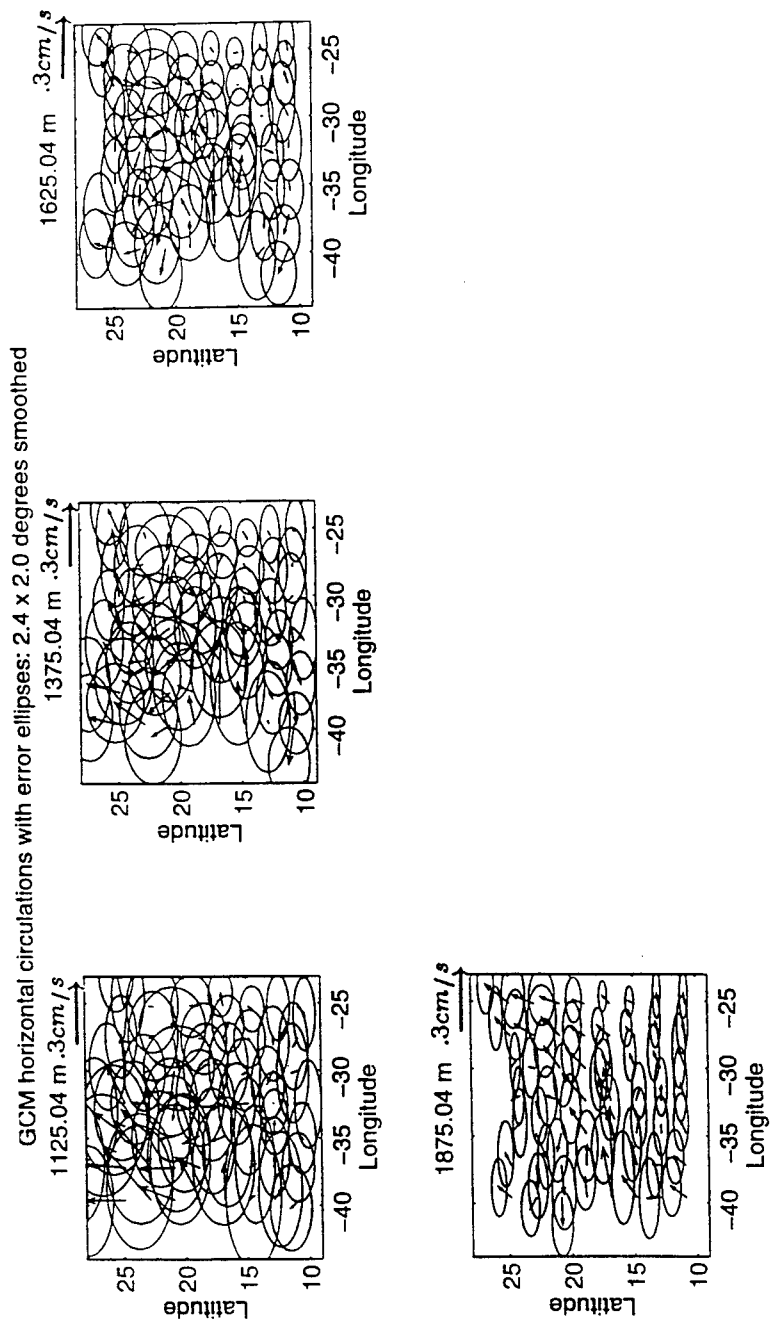 GCM horizontal circulations with error ellipses: 2.4 x 2.0 degrees smoothed
1125.04 m .3cm/s
25
20
15
10
Latitude
-40 -35 -30 -25
Longitude
1375.04 m .3cm/s
25
20
15
10
Latitude
-40 -35 -30 -25
Longitude
1625.04 m .3cm/s
25
20
15
10
Latitude
-40 -35 -30 -25
Longitude
1875.04 m .3cm/s
25
20
15
10
Latitude
-40 -35 -30 -25
Longitude